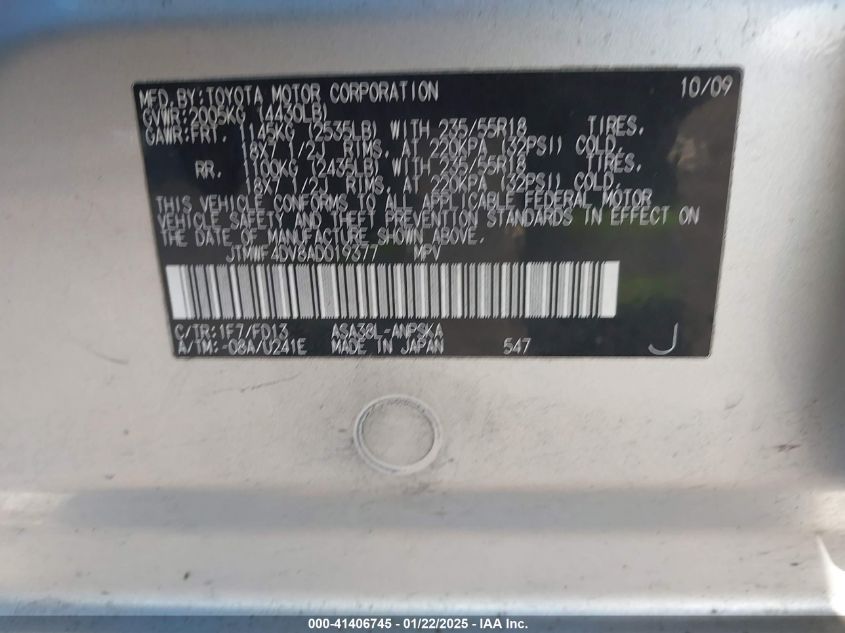 MFD. BY: TOYOTA MOTOR CORPORATION 10/09
GVWR: 2005KG (4430LB)
GAWR: FRT. 1145KG (2535LB) WITH 235/55R18 TIRES,
18X7 1/2J RIMS, AT 220KPA (32PSI) COLD.
RR. 1100KG (2435LB) WITH 235/55R18 TIRES,
18X7 1/2J RIMS, AT 220KPA (32PSI) COLD.
THIS VEHICLE CONFORMS TO ALL APPLICABLE FEDERAL MOTOR
VEHICLE SAFETY AND THEFT PREVENTION STANDARDS IN EFFECT ON
THE DATE OF MANUFACTURE SHOWN ABOVE.
JTMWF4DV8AD019377 MPV
C/TR: 1F7/FD13 ASA38L-ANPSKA
A/TM: -08A/U241E MADE IN JAPAN 547 J
000-41406745 - 01/22/2025 - IAA Inc.